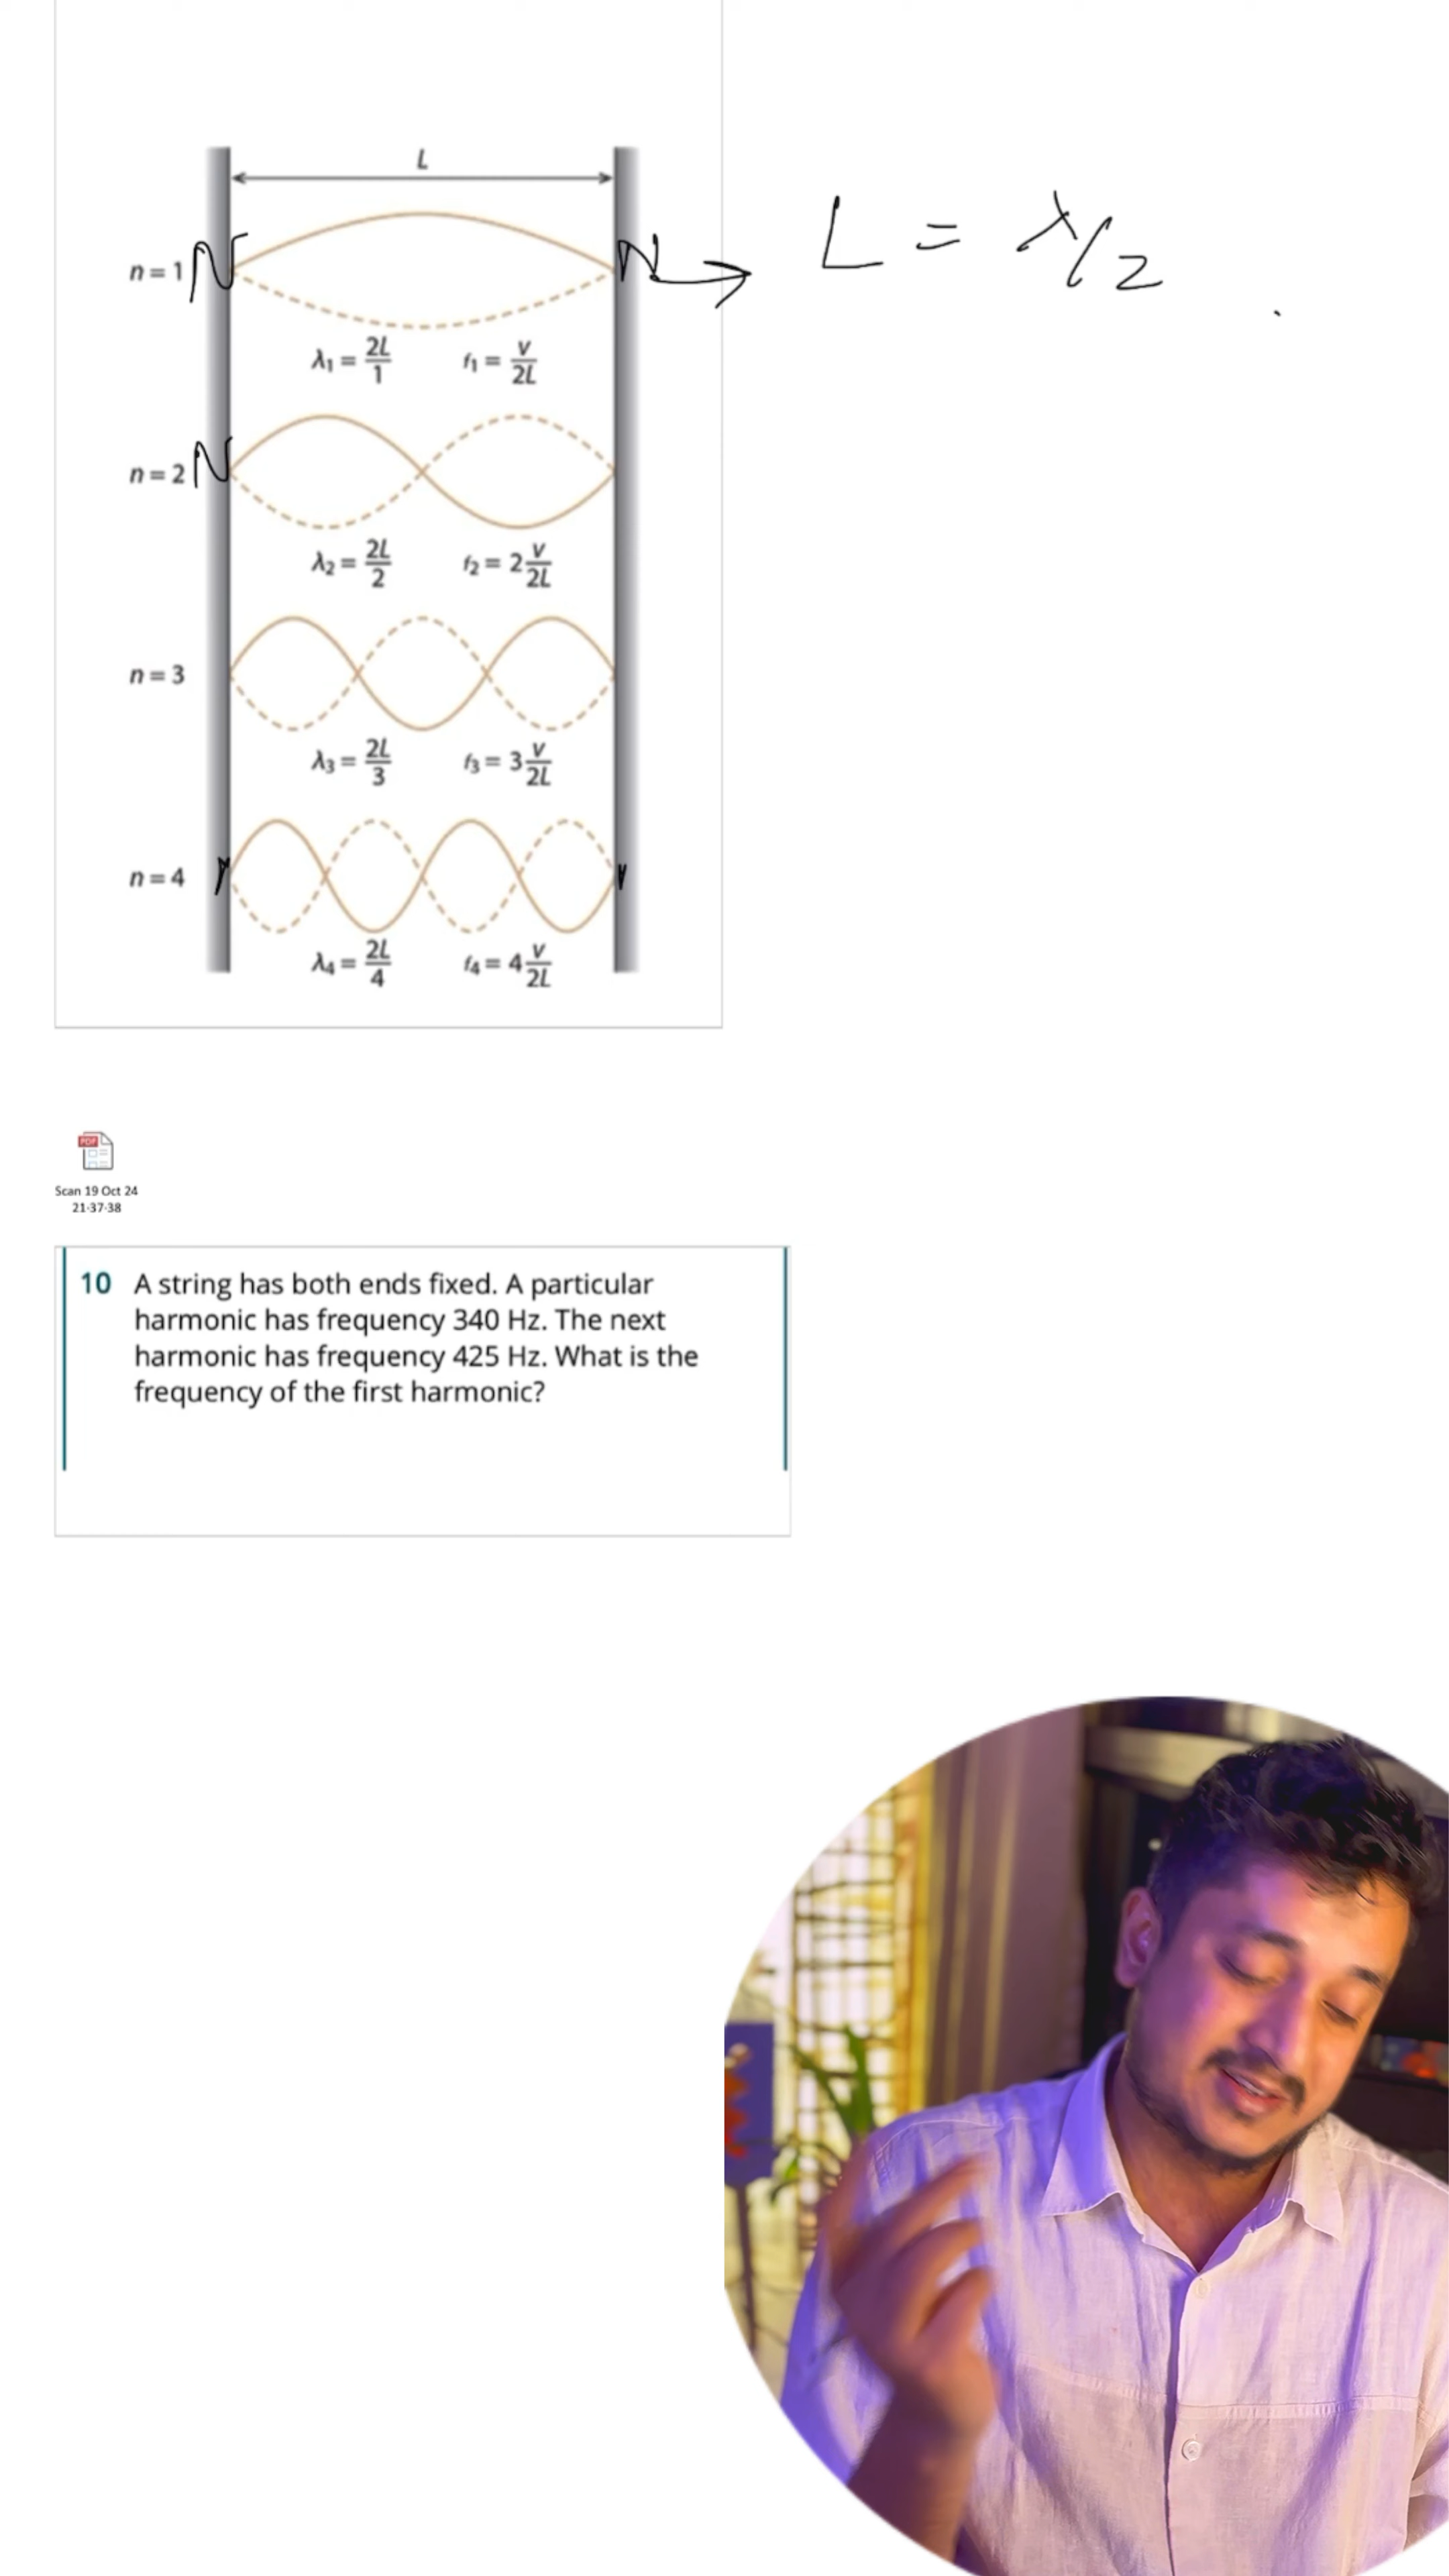 L
n = 1 N N → L = λ/2
λ₁ = 2L/1 f₁ = v/2L
n = 2 N
λ₂ = 2L/2 f₂ = 2 v/2L
n = 3
λ₃ = 2L/3 f₃ = 3 v/2L
n = 4
λ₄ = 2L/4 f₄ = 4 v/2L
PDF
Scan 19 Oct 24
21-37-38
10 A string has both ends fixed. A particular
harmonic has frequency 340 Hz. The next
harmonic has frequency 425 Hz. What is the
frequency of the first harmonic?